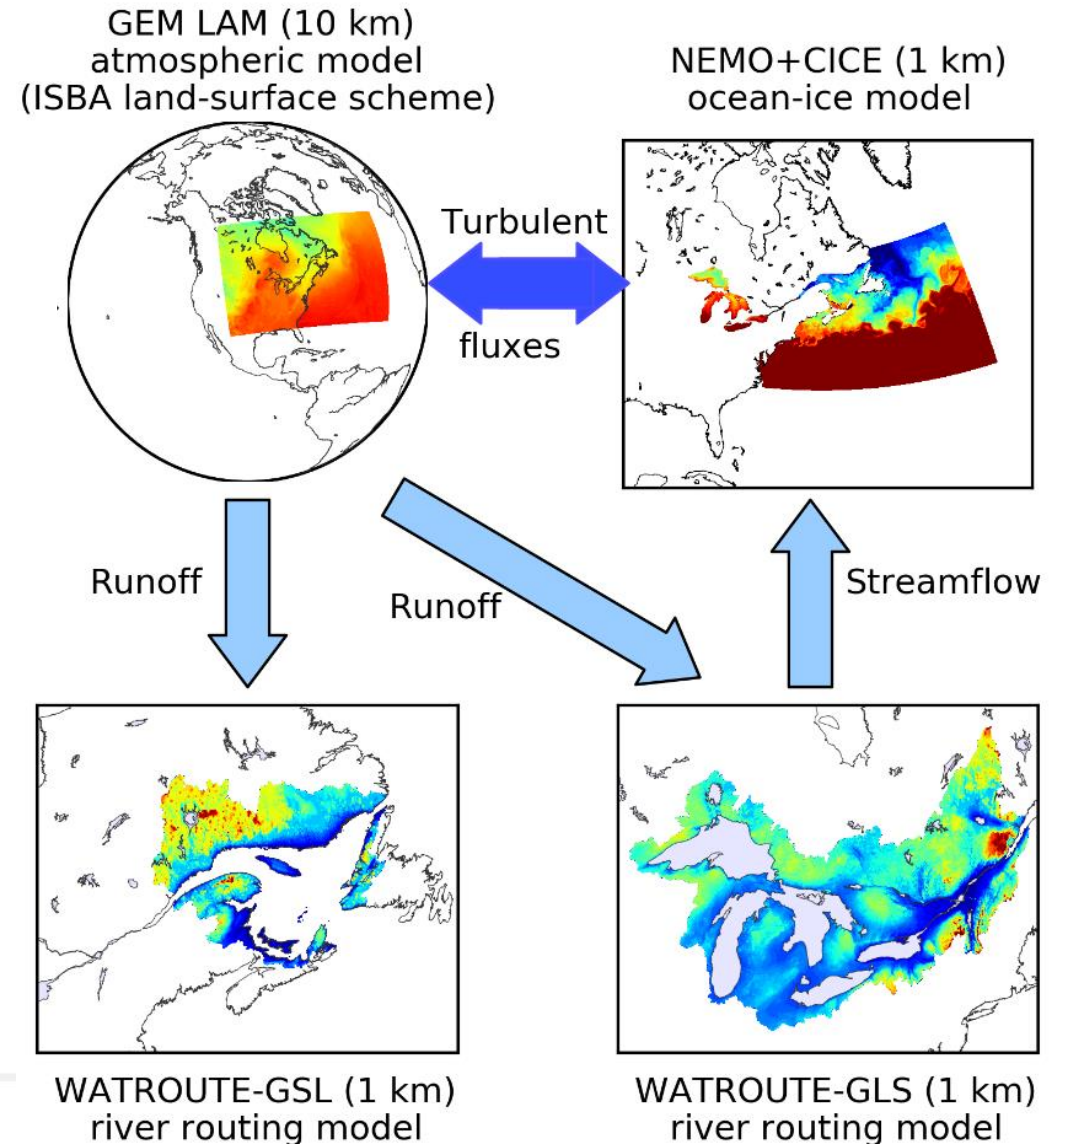 GEM LAM (10 km)
atmospheric model
(ISBA land-surface scheme)
NEMO+CICE (1 km)
ocean-ice model
Turbulent
fluxes
Runoff
Runoff
Streamflow
WATROUTE-GSL (1 km)
river routing model
WATROUTE-GLS (1 km)
river routing model